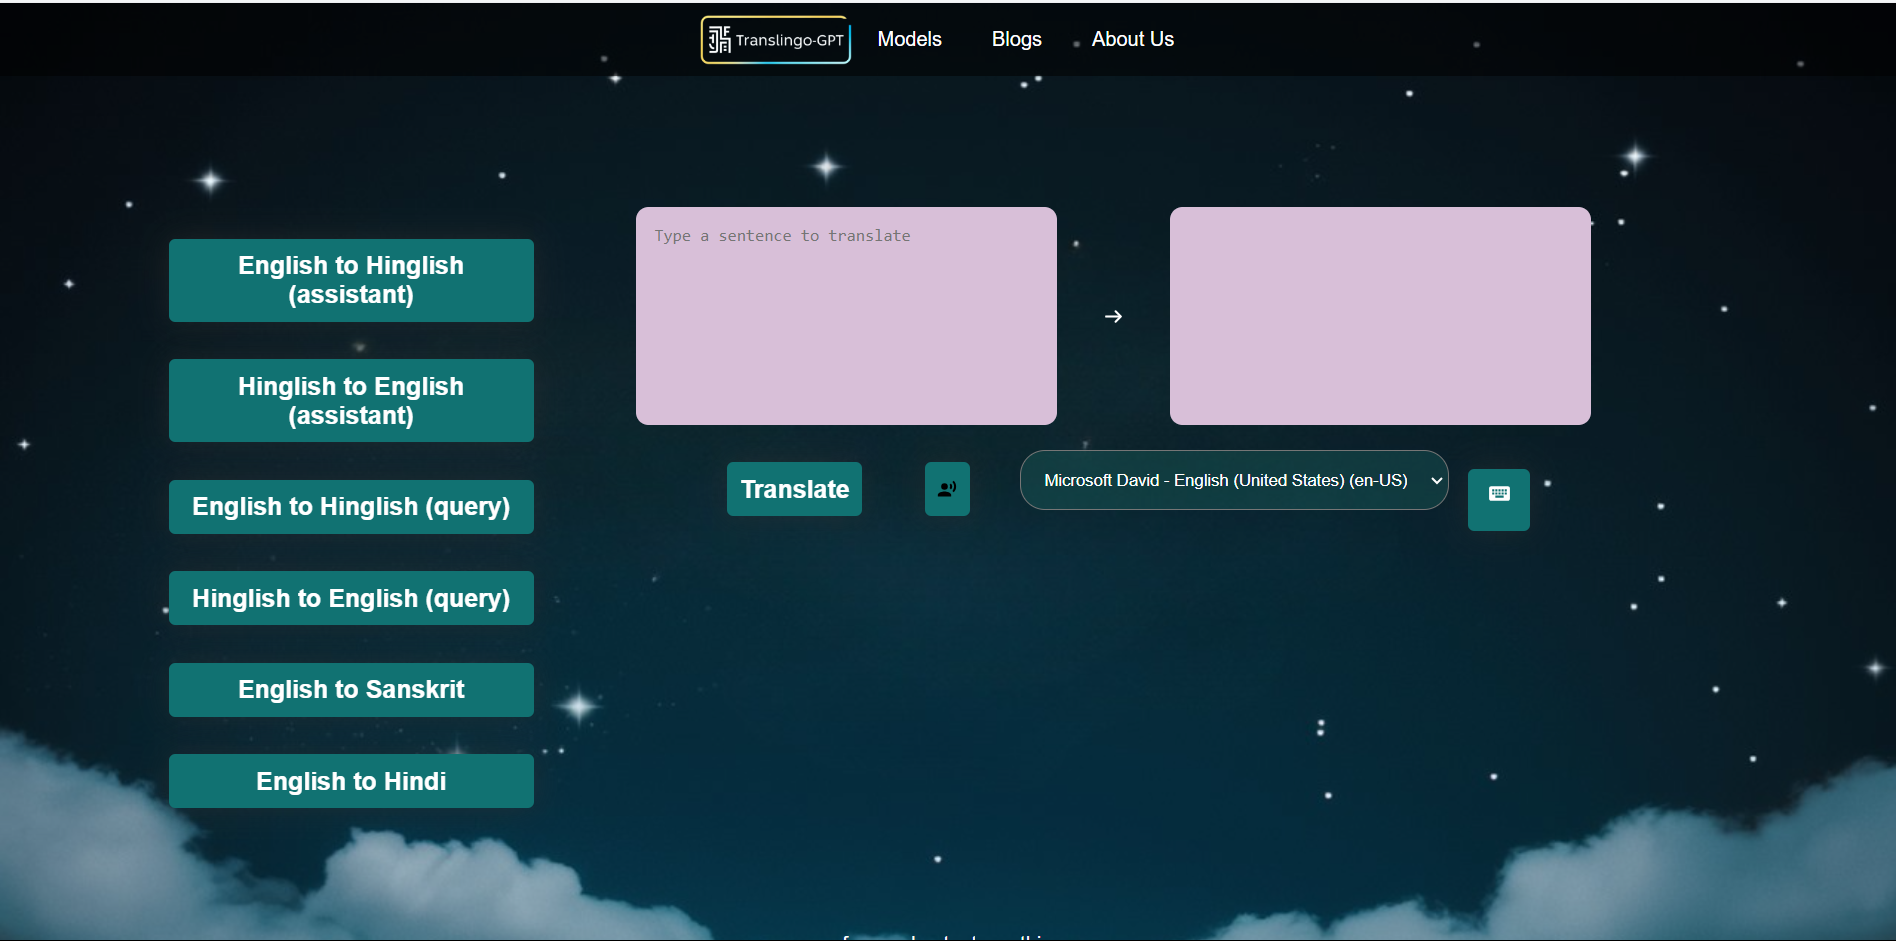 Translingo-GPT
Models
Blogs
About Us
English to Hinglish
(assistant)
Hinglish to English
(assistant)
English to Hinglish (query)
Hinglish to English (query)
English to Sanskrit
English to Hindi
Type a sentence to translate
Translate
Microsoft David - English (United States) (en-US)